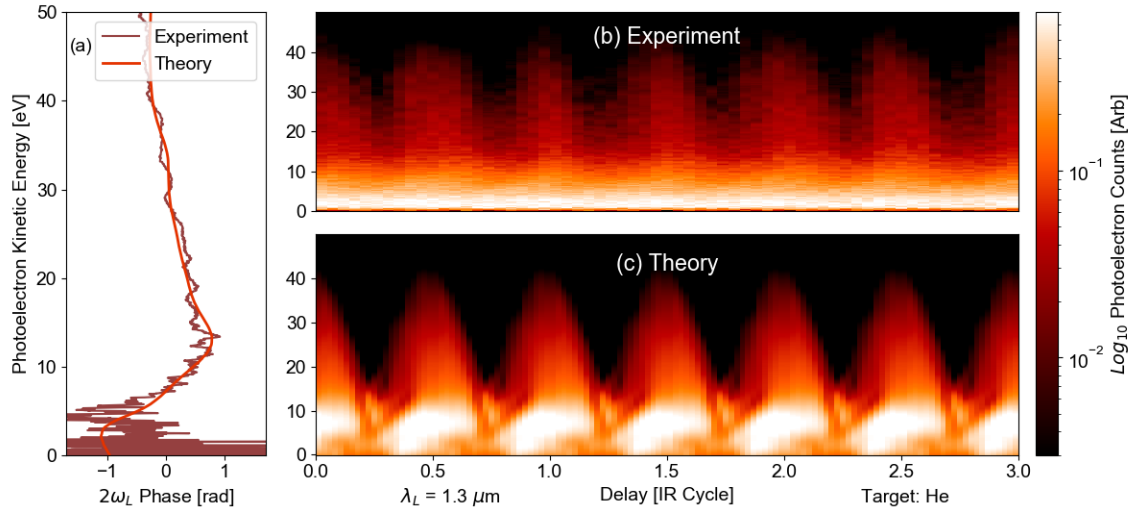 (a)
Experiment
Theory
Photoelectron Kinetic Energy [eV]
50
40
30
20
10
0
−1
0
1
2ω_L Phase [rad]
(b) Experiment
40
30
20
10
0
(c) Theory
40
30
20
10
0
0.0
0.5
1.0
1.5
2.0
2.5
3.0
λ_L = 1.3 μm
Delay [IR Cycle]
Target: He
10⁻¹
10⁻²
Log₁₀ Photoelectron Counts [Arb]